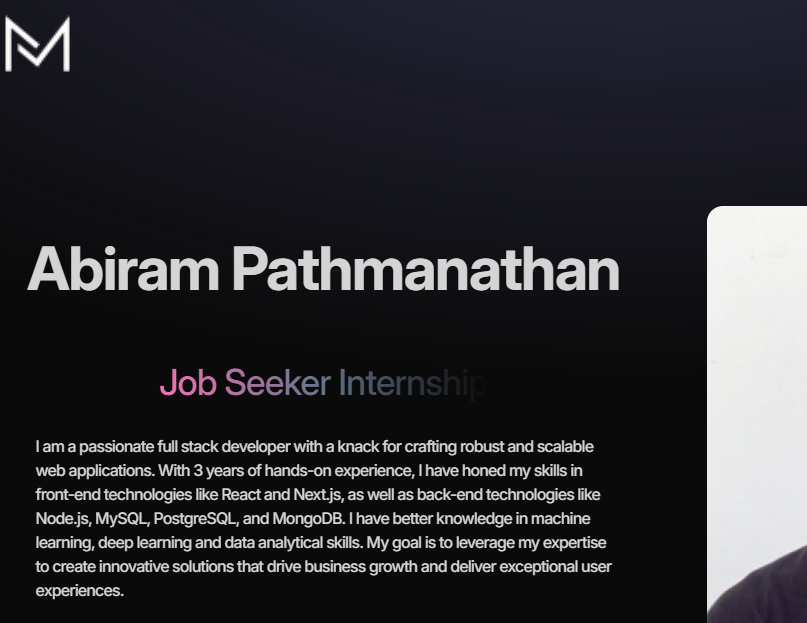 Abiram Pathmanathan
Job Seeker Internship
I am a passionate full stack developer with a knack for crafting robust and scalable
web applications. With 3 years of hands-on experience, I have honed my skills in
front-end technologies like React and Next.js, as well as back-end technologies like
Node.js, MySQL, PostgreSQL, and MongoDB. I have better knowledge in machine
learning, deep learning and data analytical skills. My goal is to leverage my expertise
to create innovative solutions that drive business growth and deliver exceptional user
experiences.